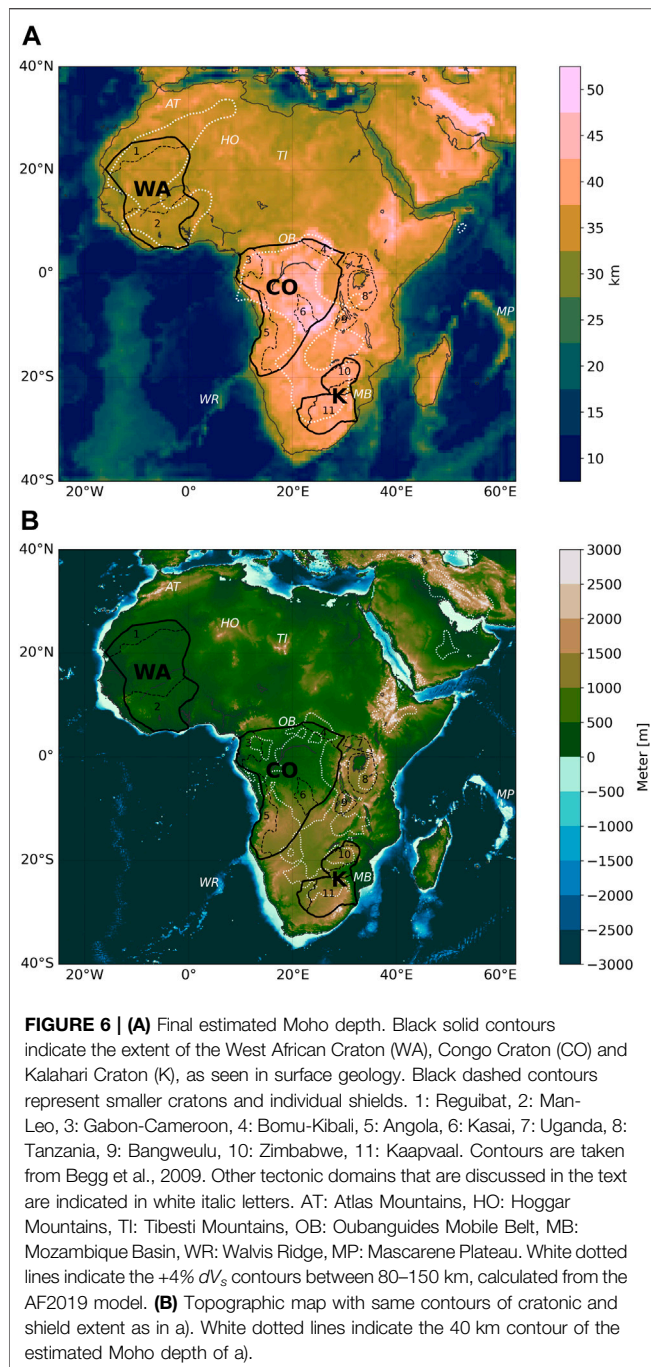 A
40°N
20°N
0°
20°S
40°S
20°W
0°
20°E
40°E
60°E
AT
HO
TI
1
WA
2
OB
3
4
7
CO
8
6
9
5
10
K
MB
11
WR
MP
50
45
40
35
30
25
20
15
10
km
B
40°N
20°N
0°
20°S
40°S
20°W
0°
20°E
40°E
60°E
AT
HO
TI
1
WA
2
OB
7
CO
8
6
9
5
10
K
MB
11
WR
MP
3000
2500
2000
1500
1000
500
0
−500
−1000
−1500
−2000
−2500
−3000
Meter [m]
FIGURE 6 | (A) Final estimated Moho depth. Black solid contours
indicate the extent of the West African Craton (WA), Congo Craton (CO) and
Kalahari Craton (K), as seen in surface geology. Black dashed contours
represent smaller cratons and individual shields. 1: Reguibat, 2: Man-
Leo, 3: Gabon-Cameroon, 4: Bomu-Kibali, 5: Angola, 6: Kasai, 7: Uganda, 8:
Tanzania, 9: Bangweulu, 10: Zimbabwe, 11: Kaapvaal. Contours are taken
from Begg et al., 2009. Other tectonic domains that are discussed in the text
are indicated in white italic letters. AT: Atlas Mountains, HO: Hoggar
Mountains, TI: Tibesti Mountains, OB: Oubanguides Mobile Belt, MB:
Mozambique Basin, WR: Walvis Ridge, MP: Mascarene Plateau. White dotted
lines indicate the +4% dVs contours between 80–150 km, calculated from the
AF2019 model. (B) Topographic map with same contours of cratonic and
shield extent as in a). White dotted lines indicate the 40 km contour of the
estimated Moho depth of a).